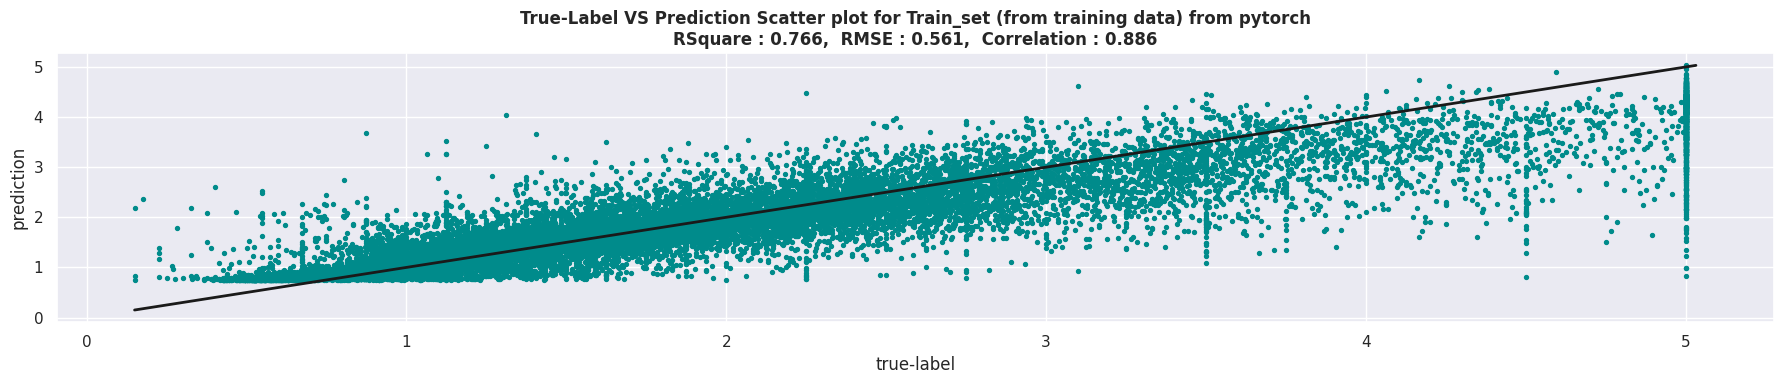 True-Label VS Prediction Scatter plot for Train_set (from training data) from pytorch
RSquare : 0.766,  RMSE : 0.561,  Correlation : 0.886
5
4
3
2
1
0
prediction
0 1 2 3 4 5
true-label